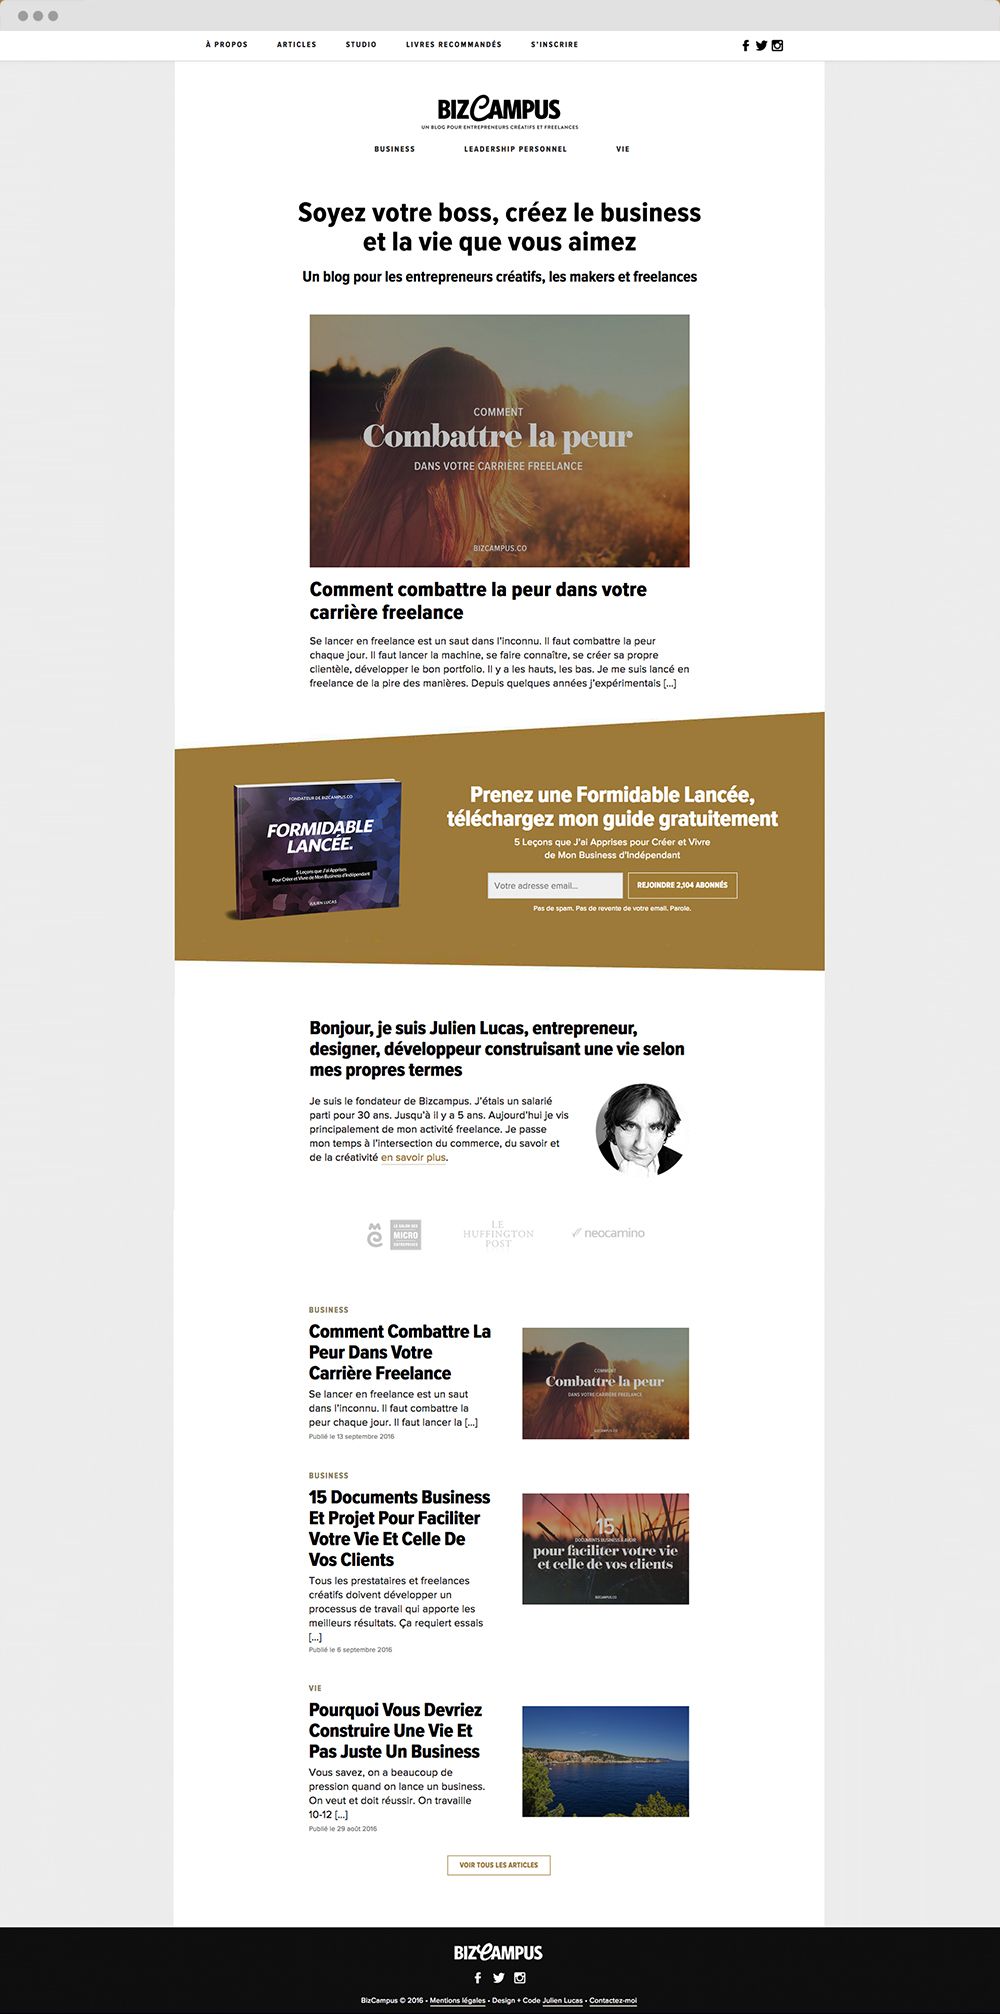 À PROPOS
ARTICLES
STUDIO
LIVRES RECOMMANDÉS
S'INSCRIRE
BIZCAMPUS
UN BLOG POUR ENTREPRENEURS CRÉATIFS ET FREELANCES
BUSINESS
LEADERSHIP PERSONNEL
VIE
Soyez votre boss, créez le business
et la vie que vous aimez
Un blog pour les entrepreneurs créatifs, les makers et freelances
COMMENT
Combattre la peur
DANS VOTRE CARRIÈRE FREELANCE
BIZCAMPUS.CO
Comment combattre la peur dans votre
carrière freelance
Se lancer en freelance est un saut dans l'inconnu. Il faut combattre la peur
chaque jour. Il faut lancer la machine, se faire connaître, se créer sa propre
clientèle, développer le bon portfolio. Il y a les hauts, les bas. Je me suis lancé en
freelance de la pire des manières. Depuis quelques années j'expérimentais [...]
FONDATEUR DE BIZCAMPUS.CO
FORMIDABLE
LANCÉE.
5 Leçons que J'ai Apprises
Pour Créer et Vivre de Mon Business d'Indépendant
JULIEN LUCAS
Prenez une Formidable Lancée,
téléchargez mon guide gratuitement
5 Leçons que J'ai Apprises pour Créer et Vivre
de Mon Business d'Indépendant
Votre adresse email...
REJOINDRE 2,104 ABONNÉS
Pas de spam. Pas de revente de votre email. Parole.
Bonjour, je suis Julien Lucas, entrepreneur,
designer, développeur construisant une vie selon
mes propres termes
Je suis le fondateur de Bizcampus. J'étais un salarié
parti pour 30 ans. Jusqu'à il y a 5 ans. Aujourd'hui je vis
principalement de mon activité freelance. Je passe
mon temps à l'intersection du commerce, du savoir et
de la créativité en savoir plus.
LE SALON DES
MICRO
ENTREPRISES
LE
HUFFINGTON
POST
neocamino
BUSINESS
Comment Combattre La
Peur Dans Votre
Carrière Freelance
Se lancer en freelance est un saut
dans l'inconnu. Il faut combattre la
peur chaque jour. Il faut lancer la [...]
Publié le 13 septembre 2016
COMMENT
Combattre la peur
DANS VOTRE CARRIÈRE FREELANCE
BIZCAMPUS.CO
BUSINESS
15 Documents Business
Et Projet Pour Faciliter
Votre Vie Et Celle De
Vos Clients
Tous les prestataires et freelances
créatifs doivent développer un
processus de travail qui apporte les
meilleurs résultats. Ça requiert essais
[...]
Publié le 6 septembre 2016
15
DOCUMENTS BUSINESS À AVOIR
pour faciliter votre vie
et celle de vos clients
BIZCAMPUS.CO
VIE
Pourquoi Vous Devriez
Construire Une Vie Et
Pas Juste Un Business
Vous savez, on a beaucoup de
pression quand on lance un business.
On veut et doit réussir. On travaille
10-12 [...]
Publié le 29 août 2016
VOIR TOUS LES ARTICLES
BIZCAMPUS
BizCampus © 2016 • Mentions légales • Design + Code Julien Lucas • Contactez-moi